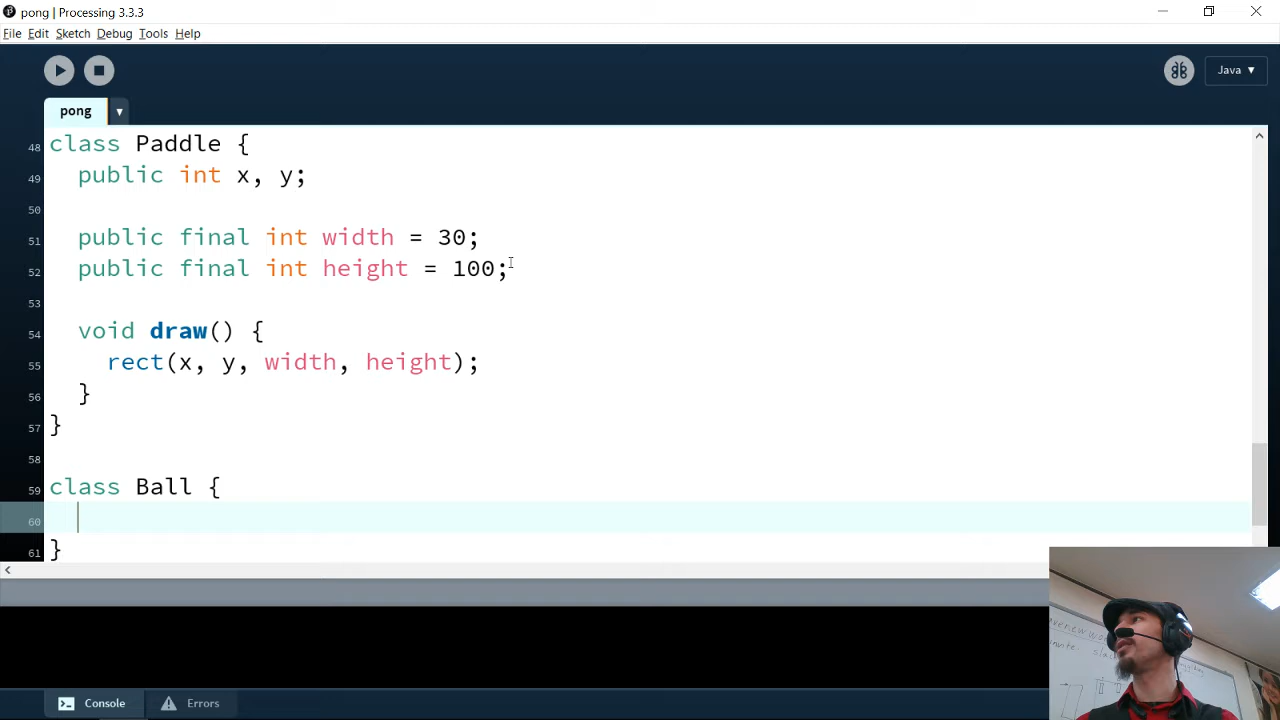 pong | Processing 3.3.3
File Edit Sketch Debug Tools Help
Java ▼
pong ▼
48 class Paddle {
49 public int x, y;
50
51 public final int width = 30;
52 public final int height = 100;
53
54 void draw() {
55 rect(x, y, width, height);
56 }
57 }
58
59 class Ball {
60
61 }
Console Errors